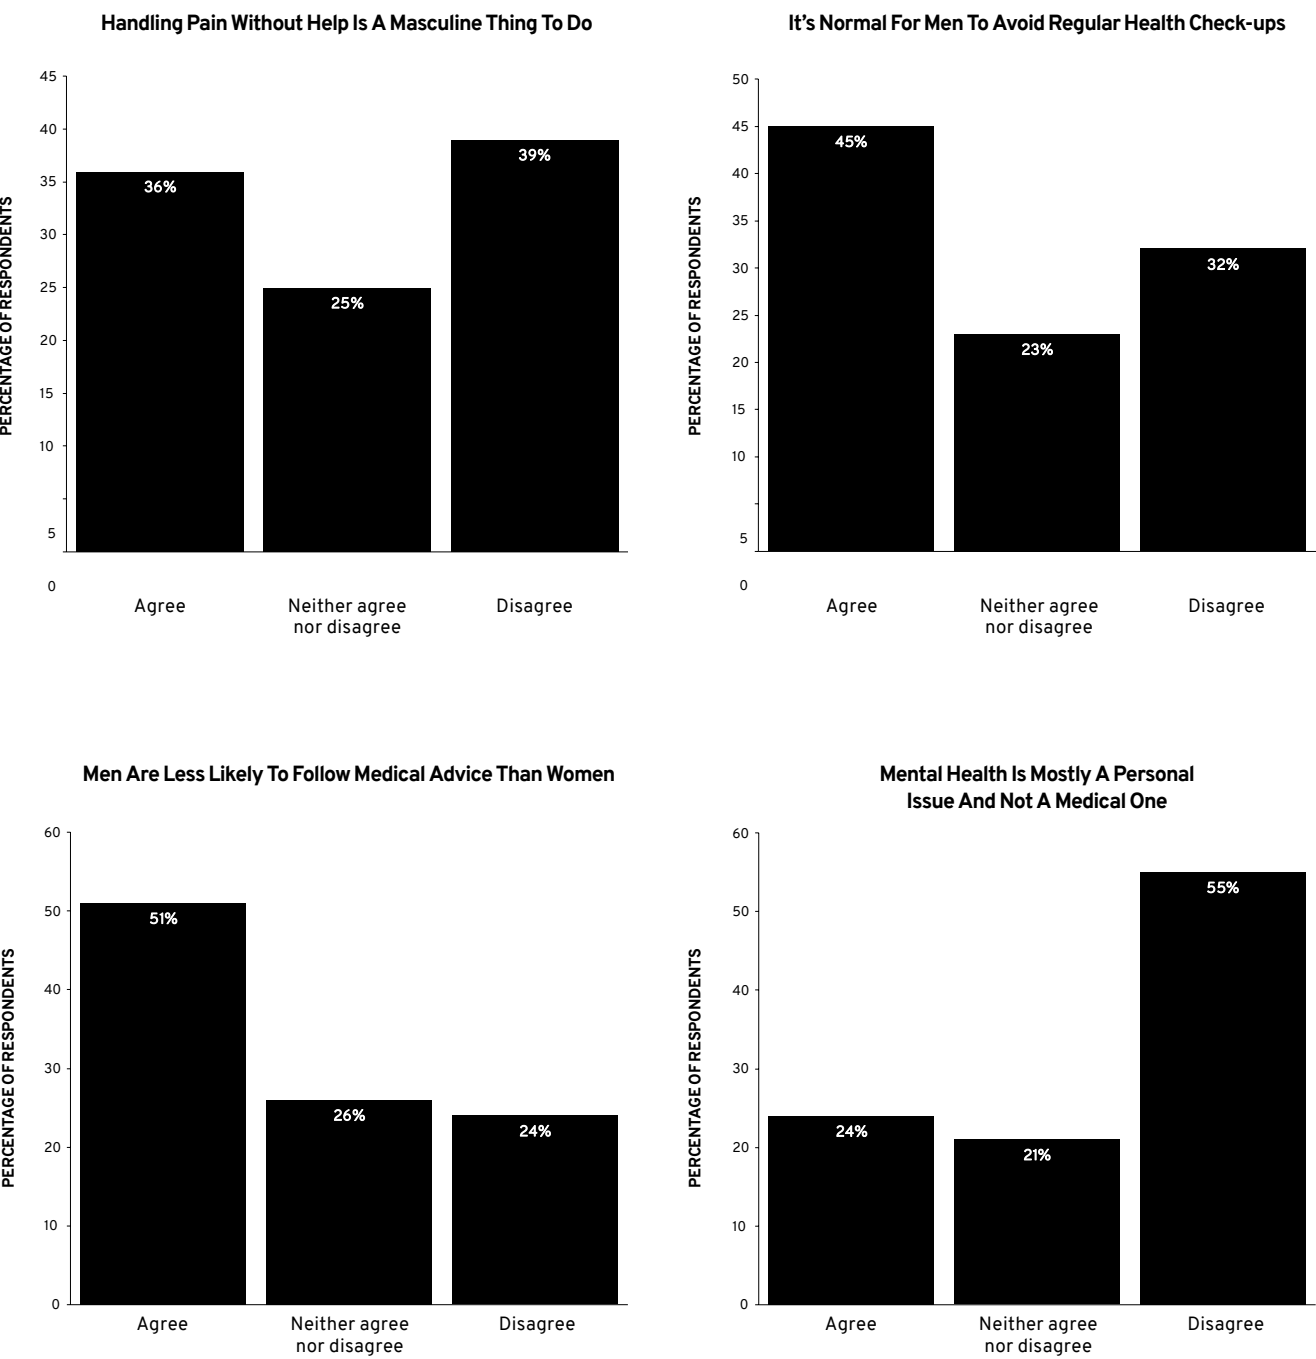 Handling Pain Without Help Is A Masculine Thing To Do
PERCENTAGE OF RESPONDENTS
45
40
35
30
25
20
15
10
5
0
36%
25%
39%
Agree
Neither agree
nor disagree
Disagree
It's Normal For Men To Avoid Regular Health Check-ups
PERCENTAGE OF RESPONDENTS
50
45
40
35
30
25
20
15
10
5
0
45%
23%
32%
Agree
Neither agree
nor disagree
Disagree
Men Are Less Likely To Follow Medical Advice Than Women
PERCENTAGE OF RESPONDENTS
60
50
40
30
20
10
0
51%
26%
24%
Agree
Neither agree
nor disagree
Disagree
Mental Health Is Mostly A Personal
Issue And Not A Medical One
PERCENTAGE OF RESPONDENTS
60
50
40
30
20
10
0
24%
21%
55%
Agree
Neither agree
nor disagree
Disagree